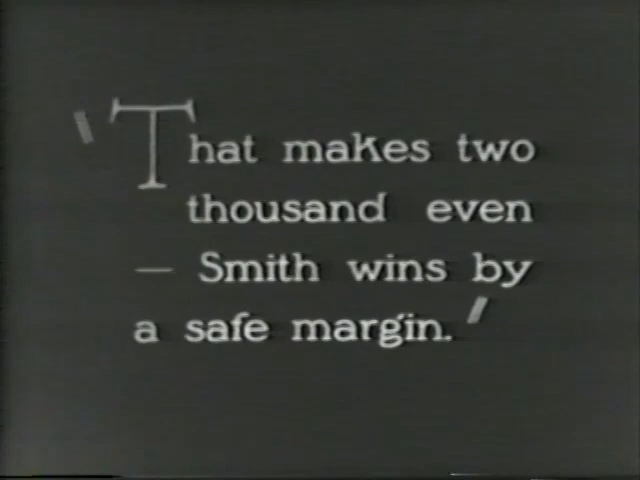 'That makes two
thousand even
— Smith wins by
a safe margin.'